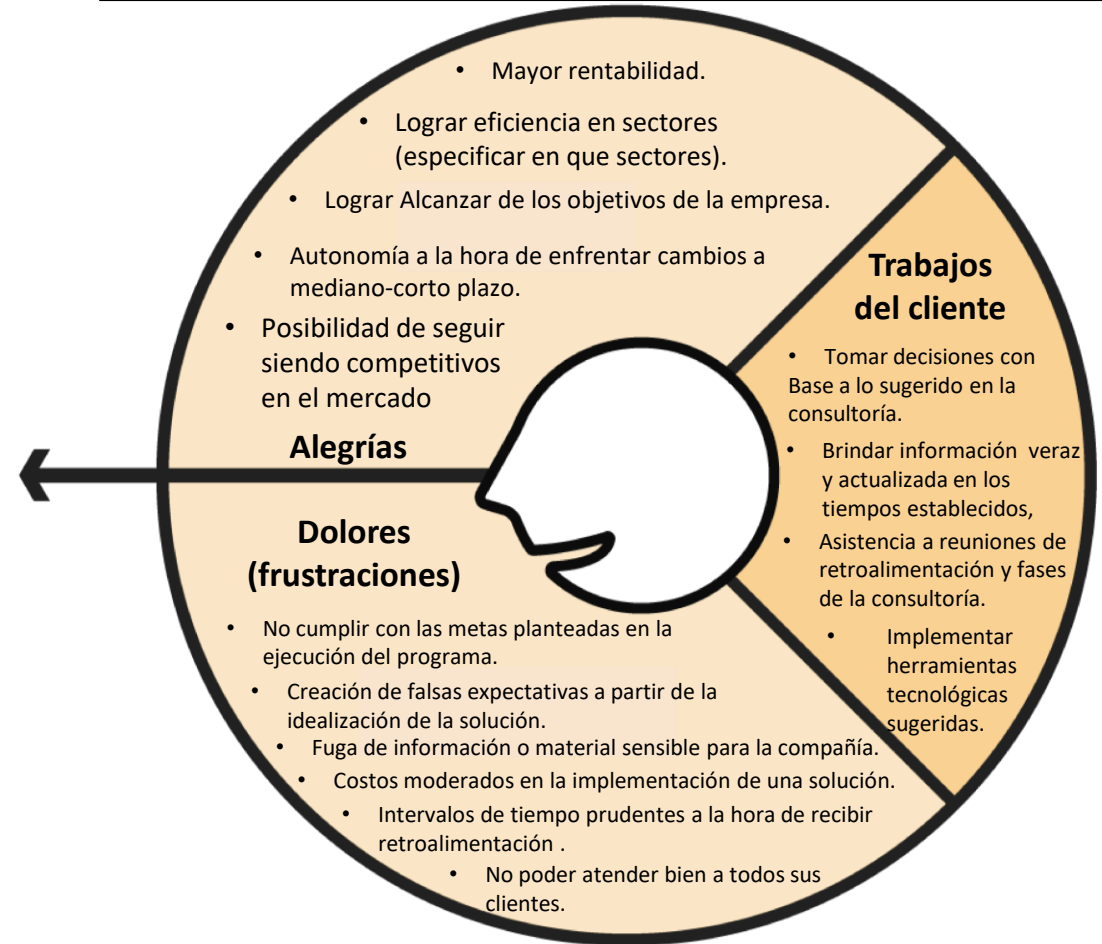 • Mayor rentabilidad.
• Lograr eficiencia en sectores
(especificar en que sectores).
• Lograr Alcanzar de los objetivos de la empresa.
• Autonomía a la hora de enfrentar cambios a
mediano-corto plazo.
• Posibilidad de seguir
siendo competitivos
en el mercado
Alegrías
Trabajos
del cliente
• Tomar decisiones con
Base a lo sugerido en la
consultoría.
• Brindar información veraz
y actualizada en los
tiempos establecidos,
• Asistencia a reuniones de
retroalimentación y fases
de la consultoría.
• Implementar
herramientas
tecnológicas
sugeridas.
Dolores
(frustraciones)
• No cumplir con las metas planteadas en la
ejecución del programa.
• Creación de falsas expectativas a partir de la
idealización de la solución.
• Fuga de información o material sensible para la compañía.
• Costos moderados en la implementación de una solución.
• Intervalos de tiempo prudentes a la hora de recibir
retroalimentación .
• No poder atender bien a todos sus
clientes.